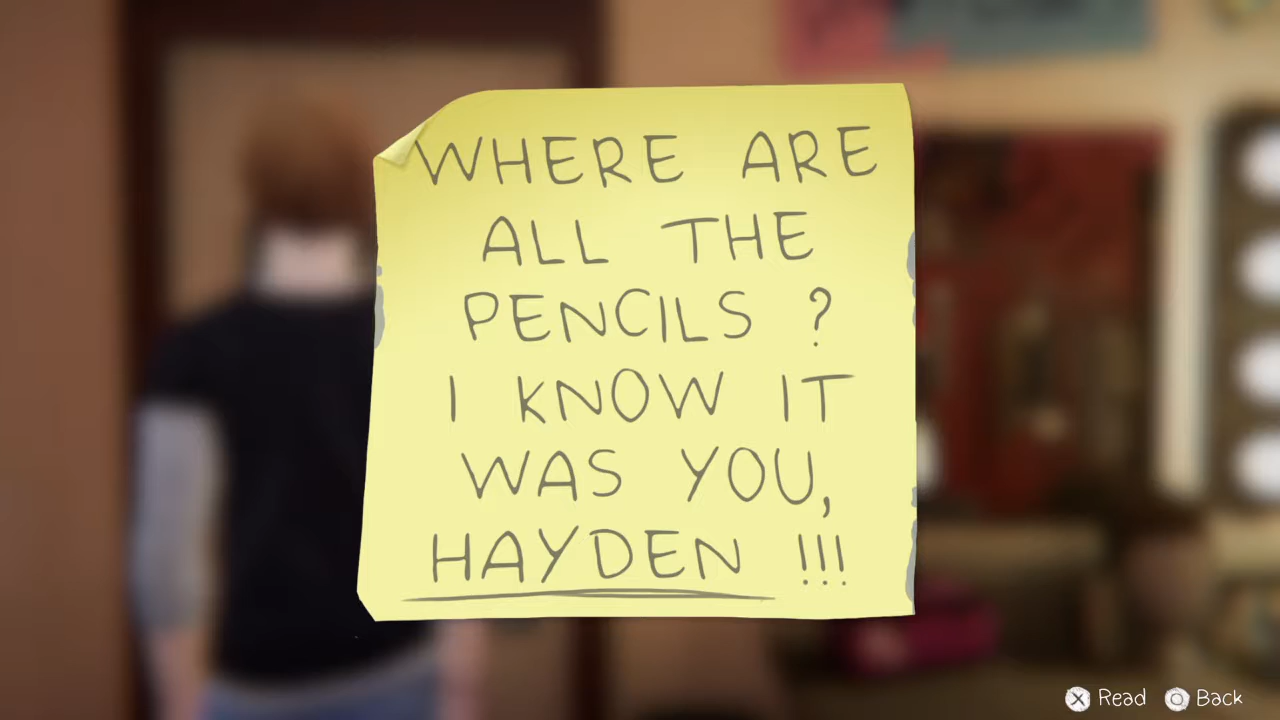 WHERE ARE
ALL THE
PENCILS ?
I KNOW IT
WAS YOU,
HAYDEN !!!
Read Back